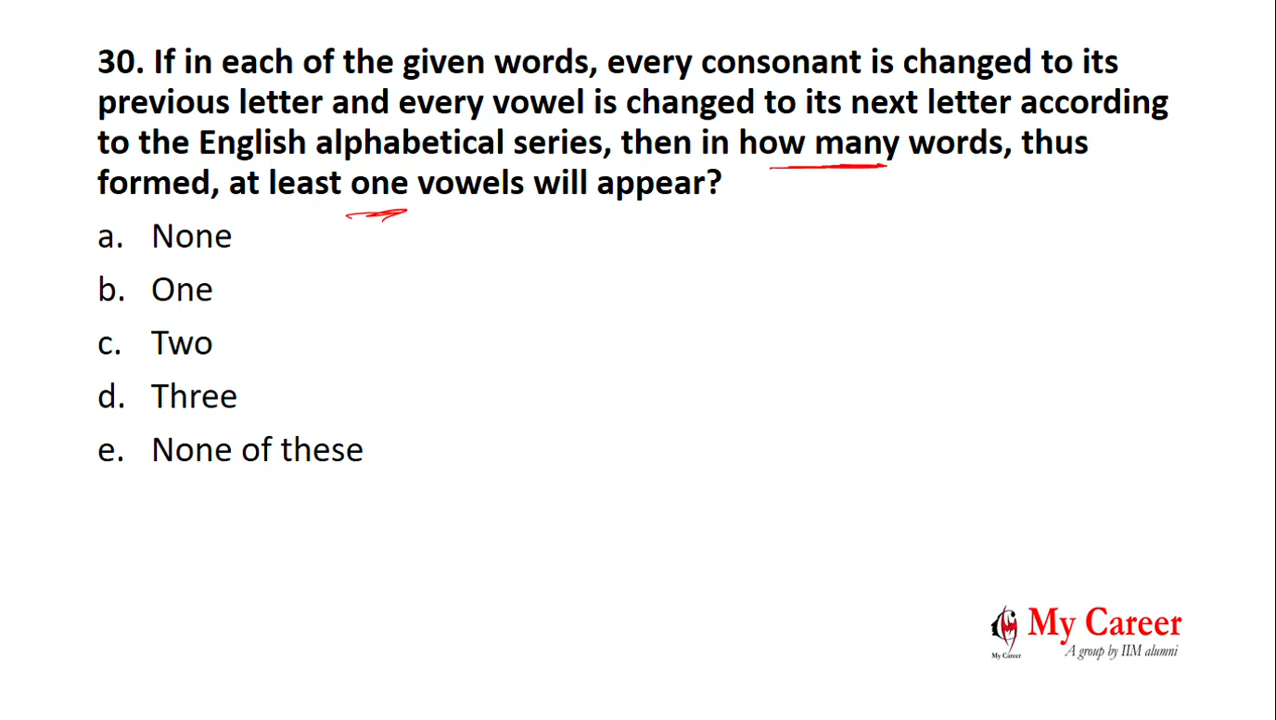 30. If in each of the given words, every consonant is changed to its
previous letter and every vowel is changed to its next letter according
to the English alphabetical series, then in how many words, thus
formed, at least one vowels will appear?
a. None
b. One
c. Two
d. Three
e. None of these
My Career
A group by IIM alumni
My Career